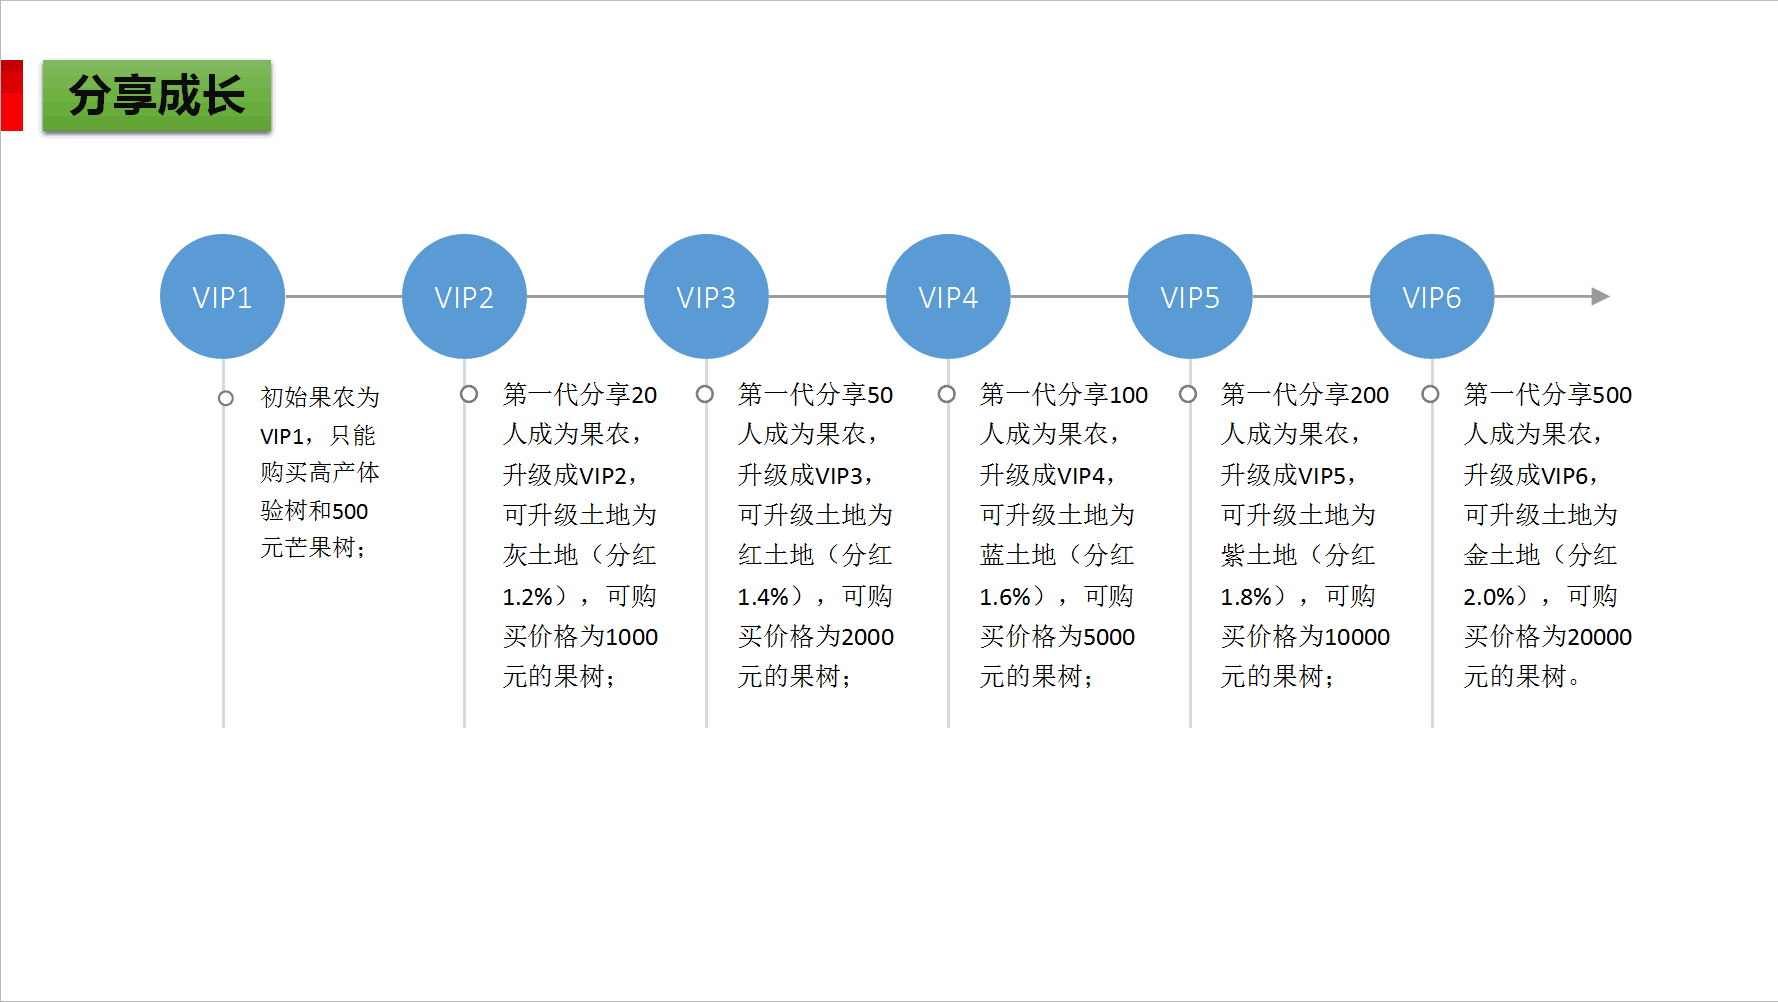 分享成长
VIP1
VIP2
VIP3
VIP4
VIP5
VIP6
初始果农为
VIP1，只能
购买高产体
验树和500
元芒果树；
第一代分享20
人成为果农，
升级成VIP2，
可升级土地为
灰土地（分红
1.2%），可购
买价格为1000
元的果树；
第一代分享50
人成为果农，
升级成VIP3，
可升级土地为
红土地（分红
1.4%），可购
买价格为2000
元的果树；
第一代分享100
人成为果农，
升级成VIP4，
可升级土地为
蓝土地（分红
1.6%），可购
买价格为5000
元的果树；
第一代分享200
人成为果农，
升级成VIP5，
可升级土地为
紫土地（分红
1.8%），可购
买价格为10000
元的果树；
第一代分享500
人成为果农，
升级成VIP6，
可升级土地为
金土地（分红
2.0%），可购
买价格为20000
元的果树。